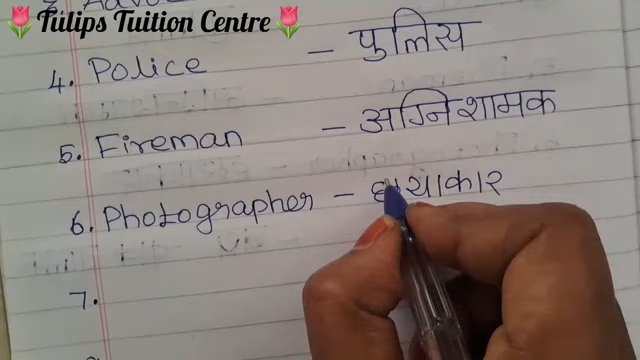 🌷Tulips Tuition Centre🌷
4. Police - पुलिस
5. Fireman - अग्निशामक
6. Photographer - छायाकार
7.